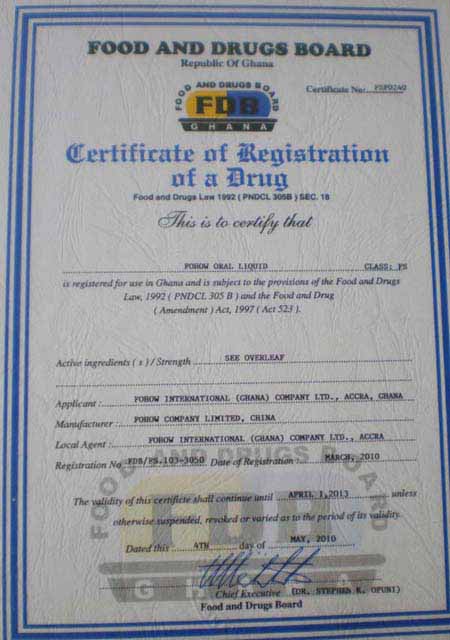 FOOD AND DRUGS BOARD
Republic Of Ghana
FOOD AND DRUGS BOARD
FDB
GHANA
Certificate No:
Certificate of Registration
of a Drug
Food and Drugs Law 1992 ( PNDCL 305B ) SEC. 18
This is to certify that
FOHOW ORAL LIQUID CLASS: FS
is registered for use in Ghana and is subject to the provisions of the Food and Drugs
Law, 1992 ( PNDCL 305 B ) and the Food and Drug
( Amendment ) Act, 1997 ( Act 523 ).
Active ingredients ( s ) / Strength SEE OVERLEAF
Applicant : FOHOW INTERNATIONAL (GHANA) COMPANY LTD., ACCRA, GHANA
Manufacturer : FOHOW COMPANY LIMITED, CHINA
Local Agent : FOHOW INTERNATIONAL (GHANA) COMPANY LTD., ACCRA
Registration No FDB/FS.103-3050 Date of Registration : MARCH, 2010
The validity of this certificte shall continue until APRIL 1,2013 unless
otherwise suspended, revoked or varied as to the period of its validity.
Dated this 4TH day of MAY, 2010
Chief Executive (DR. STEPHEN K. OPUNI)
Food and Drugs Board
FOOD AND DRUGS BOARD
FDB
GHANA